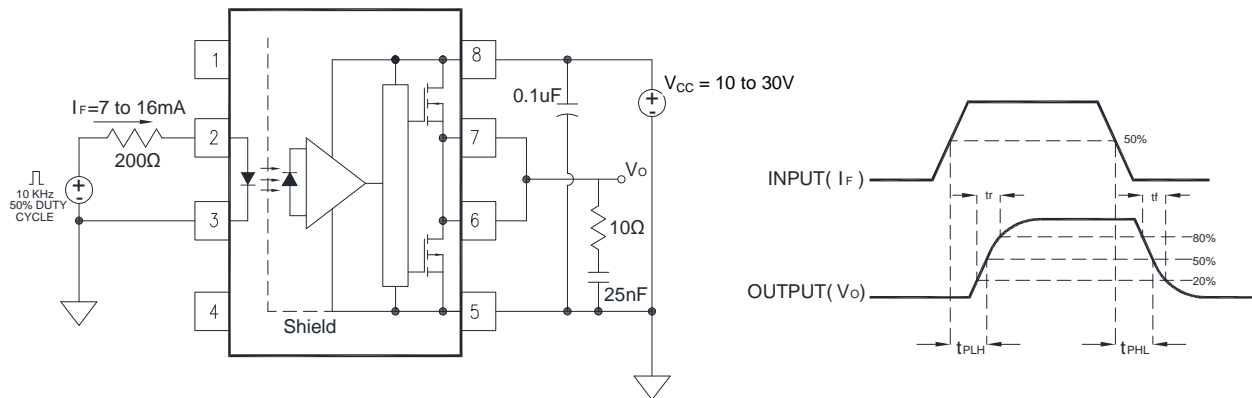 1
2
3
4
8
7
6
5
IF=7 to 16mA
200Ω
10 KHz
50% DUTY
CYCLE
Shield
0.1uF
VCC = 10 to 30V
VO
10Ω
25nF
INPUT( IF)
50%
tr
tf
80%
50%
20%
OUTPUT( VO)
tPLH
tPHL